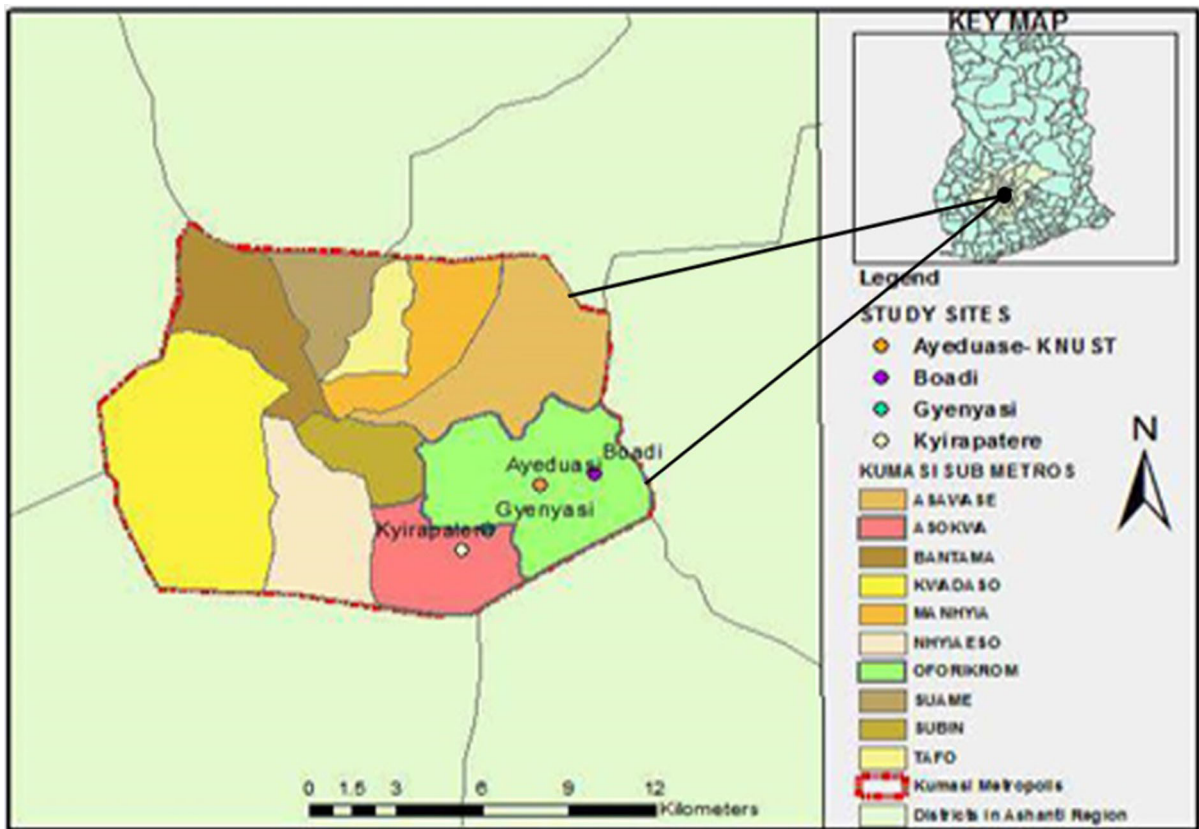 KEY MAP
Legend
STUDY SITES
Ayeduase- KNUST
Boadi
Gyenyasi
Kyirapatere
N
KUMASI SUB METROS
ASAWASE
ASOKWA
BANTAMA
KWADASO
MANHYIA
NHYIAESO
OFORIKROM
SUAME
SUBIN
TAFO
Kumasi Metropolis
Districts in Ashanti Region
Boadi
Ayeduasi
Gyenyasi
Kyirapatere
0 1.5 3 6 9 12
Kilometers